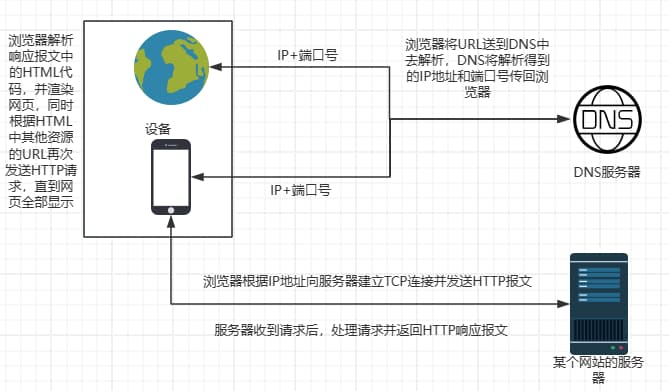 浏览器解析
响应报文中
的HTML代
码，并渲染
网页，同时
根据HTML
中其他资源
的URL再次
发送HTTP请
求，直到网
页全部显示
IP+端口号
浏览器将URL送到DNS中
去解析，DNS将解析得到
的IP地址和端口号传回浏
览器
设备
DNS
DNS服务器
IP+端口号
浏览器根据IP地址向服务器建立TCP连接并发送HTTP报文
服务器收到请求后，处理请求并返回HTTP响应报文
某个网站的服务
器